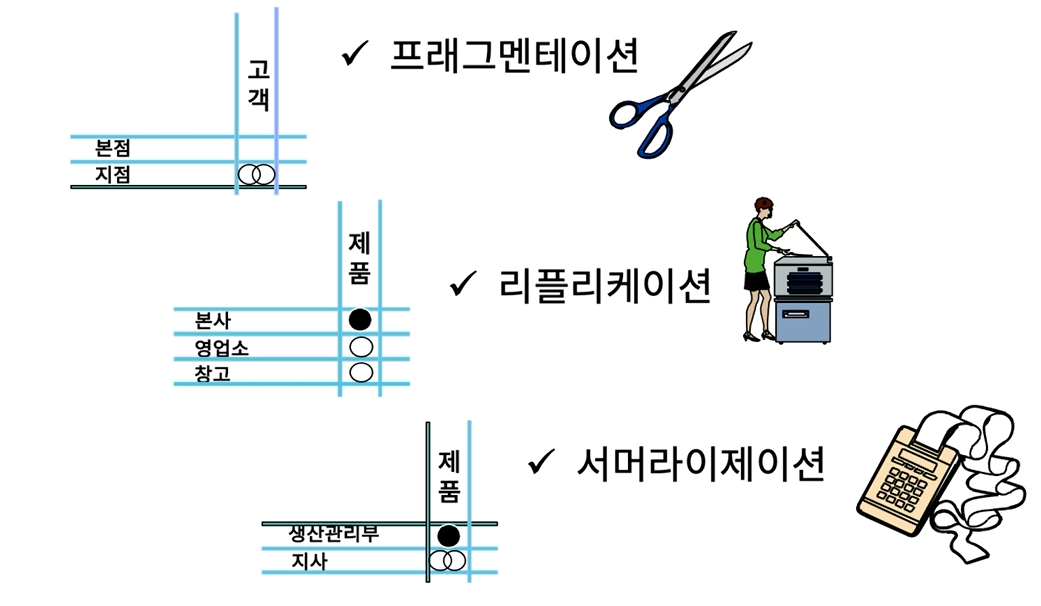 고
객
✓ 프래그멘테이션
본점
지점
제
품
✓ 리플리케이션
본사
영업소
창고
제
품
✓ 서머라이제이션
생산관리부
지사